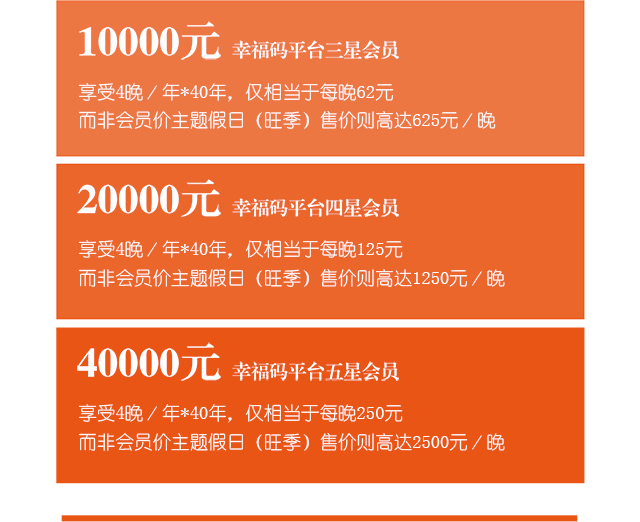 10000元 幸福码平台三星会员
享受4晚／年*40年，仅相当于每晚62元
而非会员价主题假日（旺季）售价则高达625元／晚
20000元 幸福码平台四星会员
享受4晚／年*40年，仅相当于每晚125元
而非会员价主题假日（旺季）售价则高达1250元／晚
40000元 幸福码平台五星会员
享受4晚／年*40年，仅相当于每晚250元
而非会员价主题假日（旺季）售价则高达2500元／晚